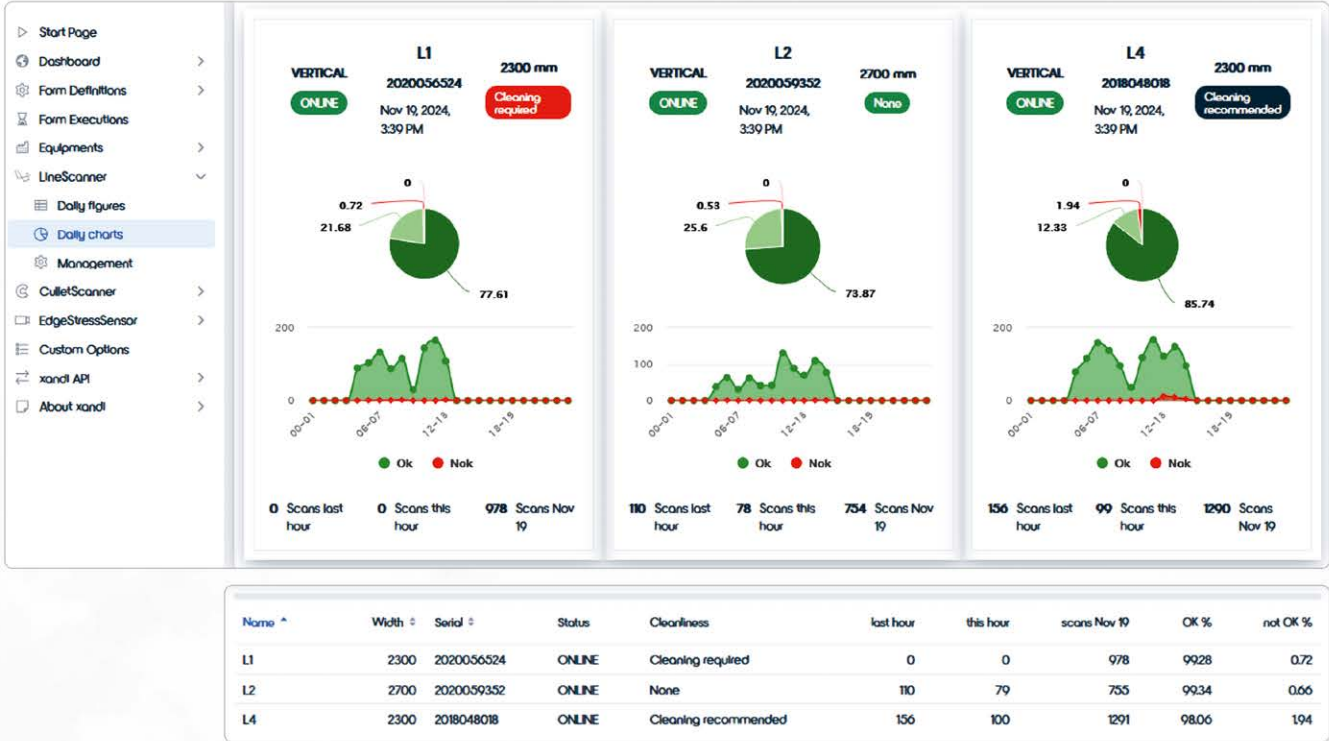 Start Page
Dashboard
Form Definitions
Form Executions
Equipments
LineScanner
Daily figures
Daily charts
Management
CulletScanner
EdgeStressSensor
Custom Options
xandl API
About xandl
VERTICAL
ONLINE
L1
2020056524
Nov 19, 2024,
3:39 PM
2300 mm
Cleaning
required
0
0.72
21.68
77.61
200
0
00-01
06-07
12-13
18-19
Ok Nok
0 Scans last
hour
0 Scans this
hour
978 Scans Nov
19
VERTICAL
ONLINE
L2
2020059352
Nov 19, 2024,
3:39 PM
2700 mm
None
0
0.53
25.6
73.87
200
100
0
00-01
06-07
12-13
18-19
Ok Nok
110 Scans last
hour
78 Scans this
hour
754 Scans Nov
19
VERTICAL
ONLINE
L4
2018048018
Nov 19, 2024,
3:39 PM
2300 mm
Cleaning
recommended
0
1.94
12.33
85.74
200
0
00-01
06-07
12-13
18-19
Ok Nok
156 Scans last
hour
99 Scans this
hour
1290 Scans
Nov 19
Name Width Serial Status Cleanliness last hour this hour scans Nov 19 OK % not OK %
L1 2300 2020056524 ONLINE Cleaning required 0 0 978 99.28 0.72
L2 2700 2020059352 ONLINE None 110 79 755 99.34 0.66
L4 2300 2018048018 ONLINE Cleaning recommended 156 100 1291 98.06 1.94